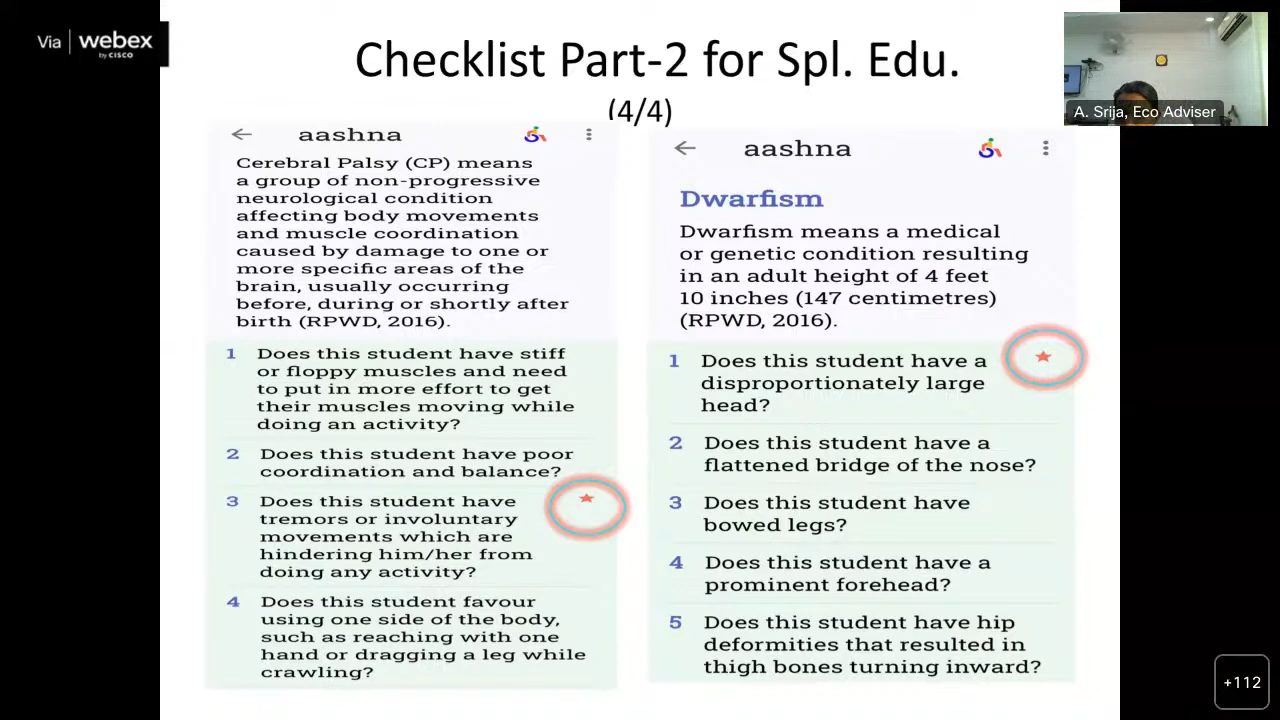 Via webex
by CISCO
Checklist Part-2 for Spl. Edu.
(4/4)
A. Srija, Eco Adviser
aashna
Cerebral Palsy (CP) means
a group of non-progressive
neurological condition
affecting body movements
and muscle coordination
caused by damage to one or
more specific areas of the
brain, usually occurring
before, during or shortly after
birth (RPWD, 2016).
1 Does this student have stiff
or floppy muscles and need
to put in more effort to get
their muscles moving while
doing an activity?
2 Does this student have poor
coordination and balance?
3 Does this student have
tremors or involuntary
movements which are
hindering him/her from
doing any activity?
4 Does this student favour
using one side of the body,
such as reaching with one
hand or dragging a leg while
crawling?
aashna
Dwarfism
Dwarfism means a medical
or genetic condition resulting
in an adult height of 4 feet
10 inches (147 centimetres)
(RPWD, 2016).
1 Does this student have a
disproportionately large
head?
2 Does this student have a
flattened bridge of the nose?
3 Does this student have
bowed legs?
4 Does this student have a
prominent forehead?
5 Does this student have hip
deformities that resulted in
thigh bones turning inward?
+112